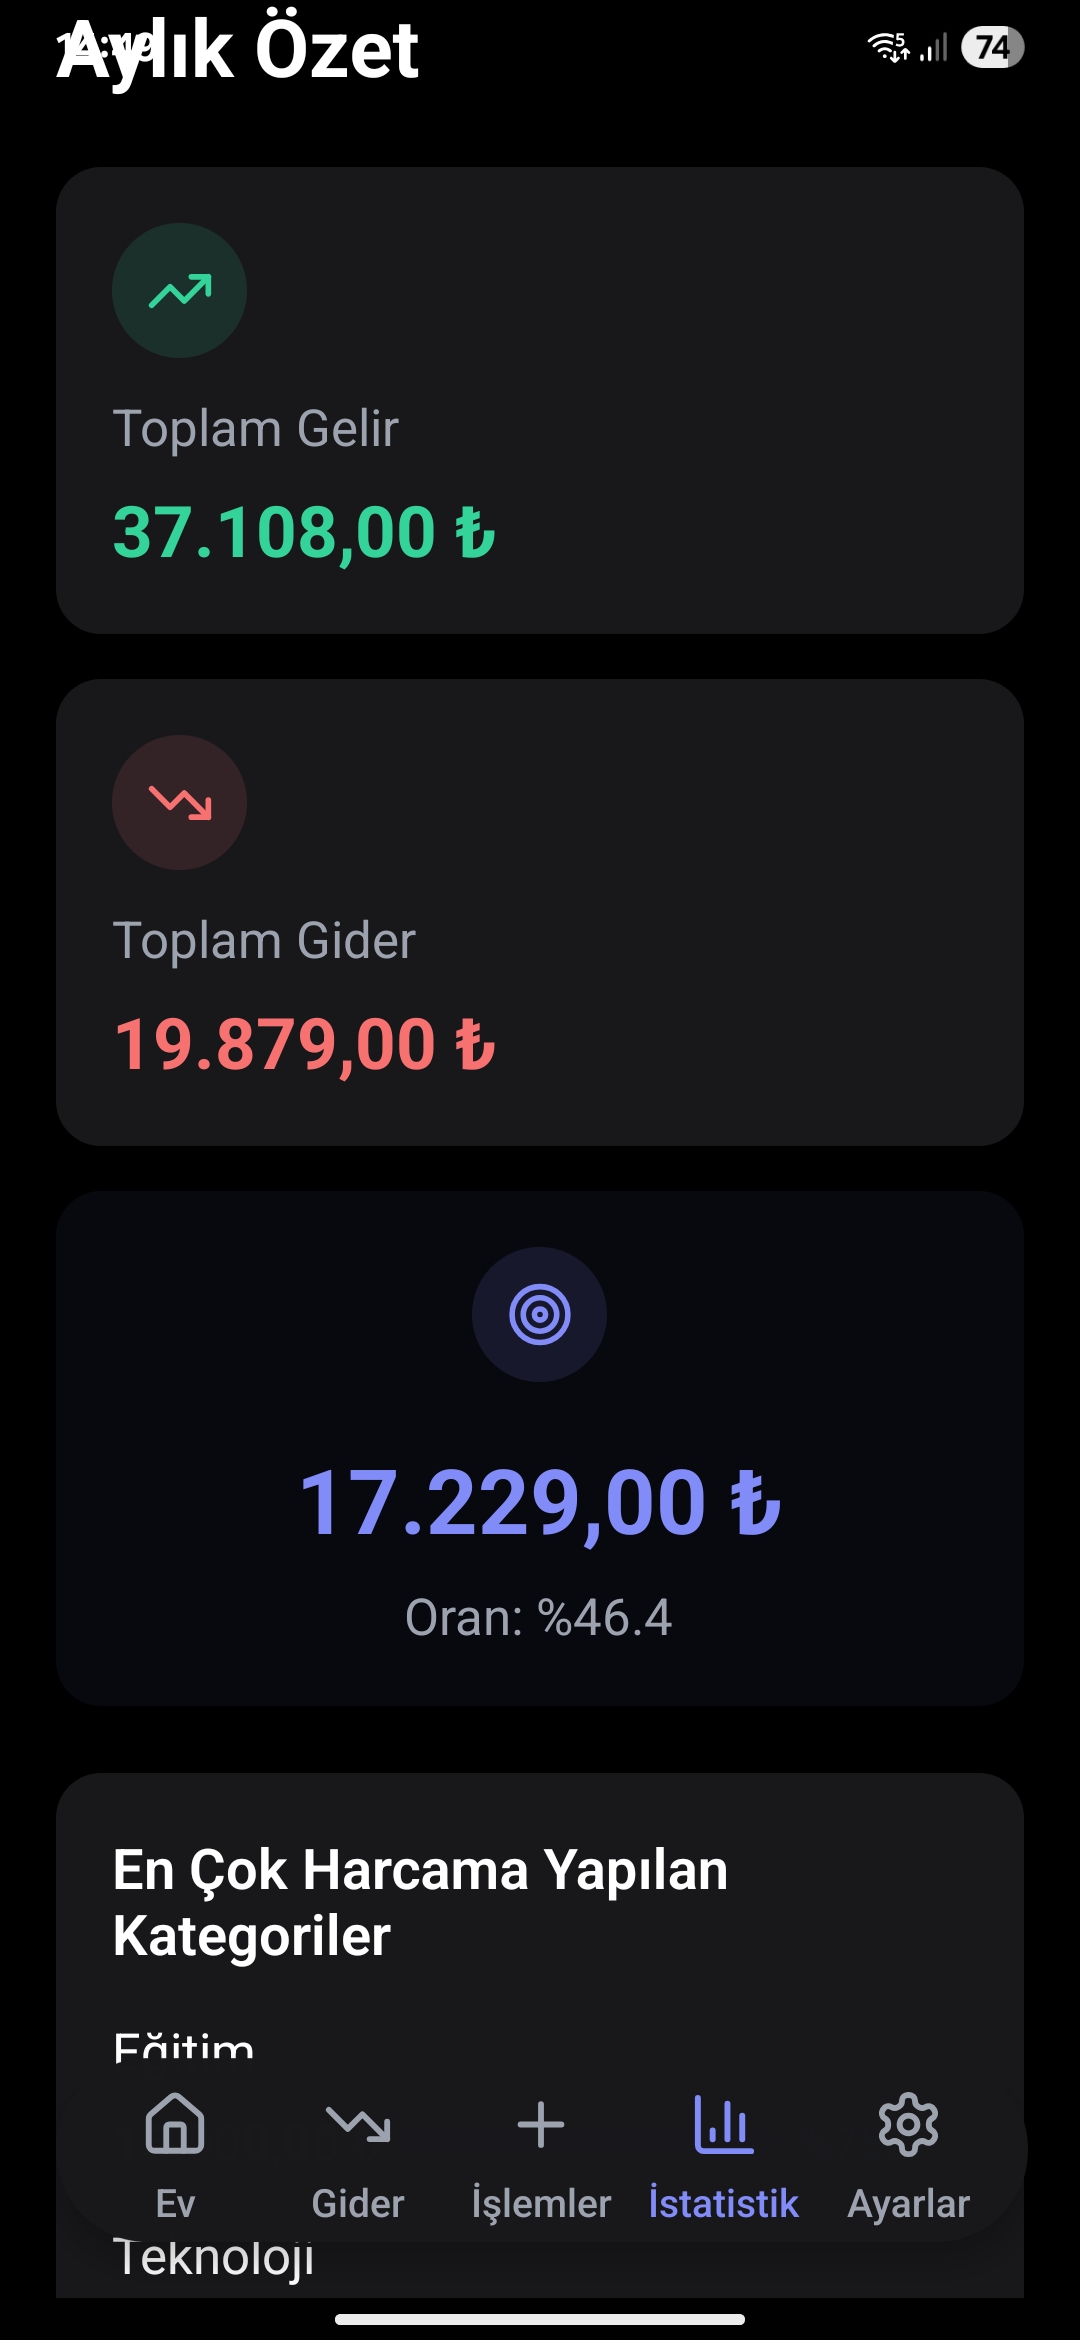 Aylık Özet
5
74
Toplam Gelir
37.108,00 ₺
Toplam Gider
19.879,00 ₺
17.229,00 ₺
Oran: %46.4
En Çok Harcama Yapılan
Kategoriler
Eğitim
Ev
Gider
İşlemler
İstatistik
Ayarlar
Teknoloji